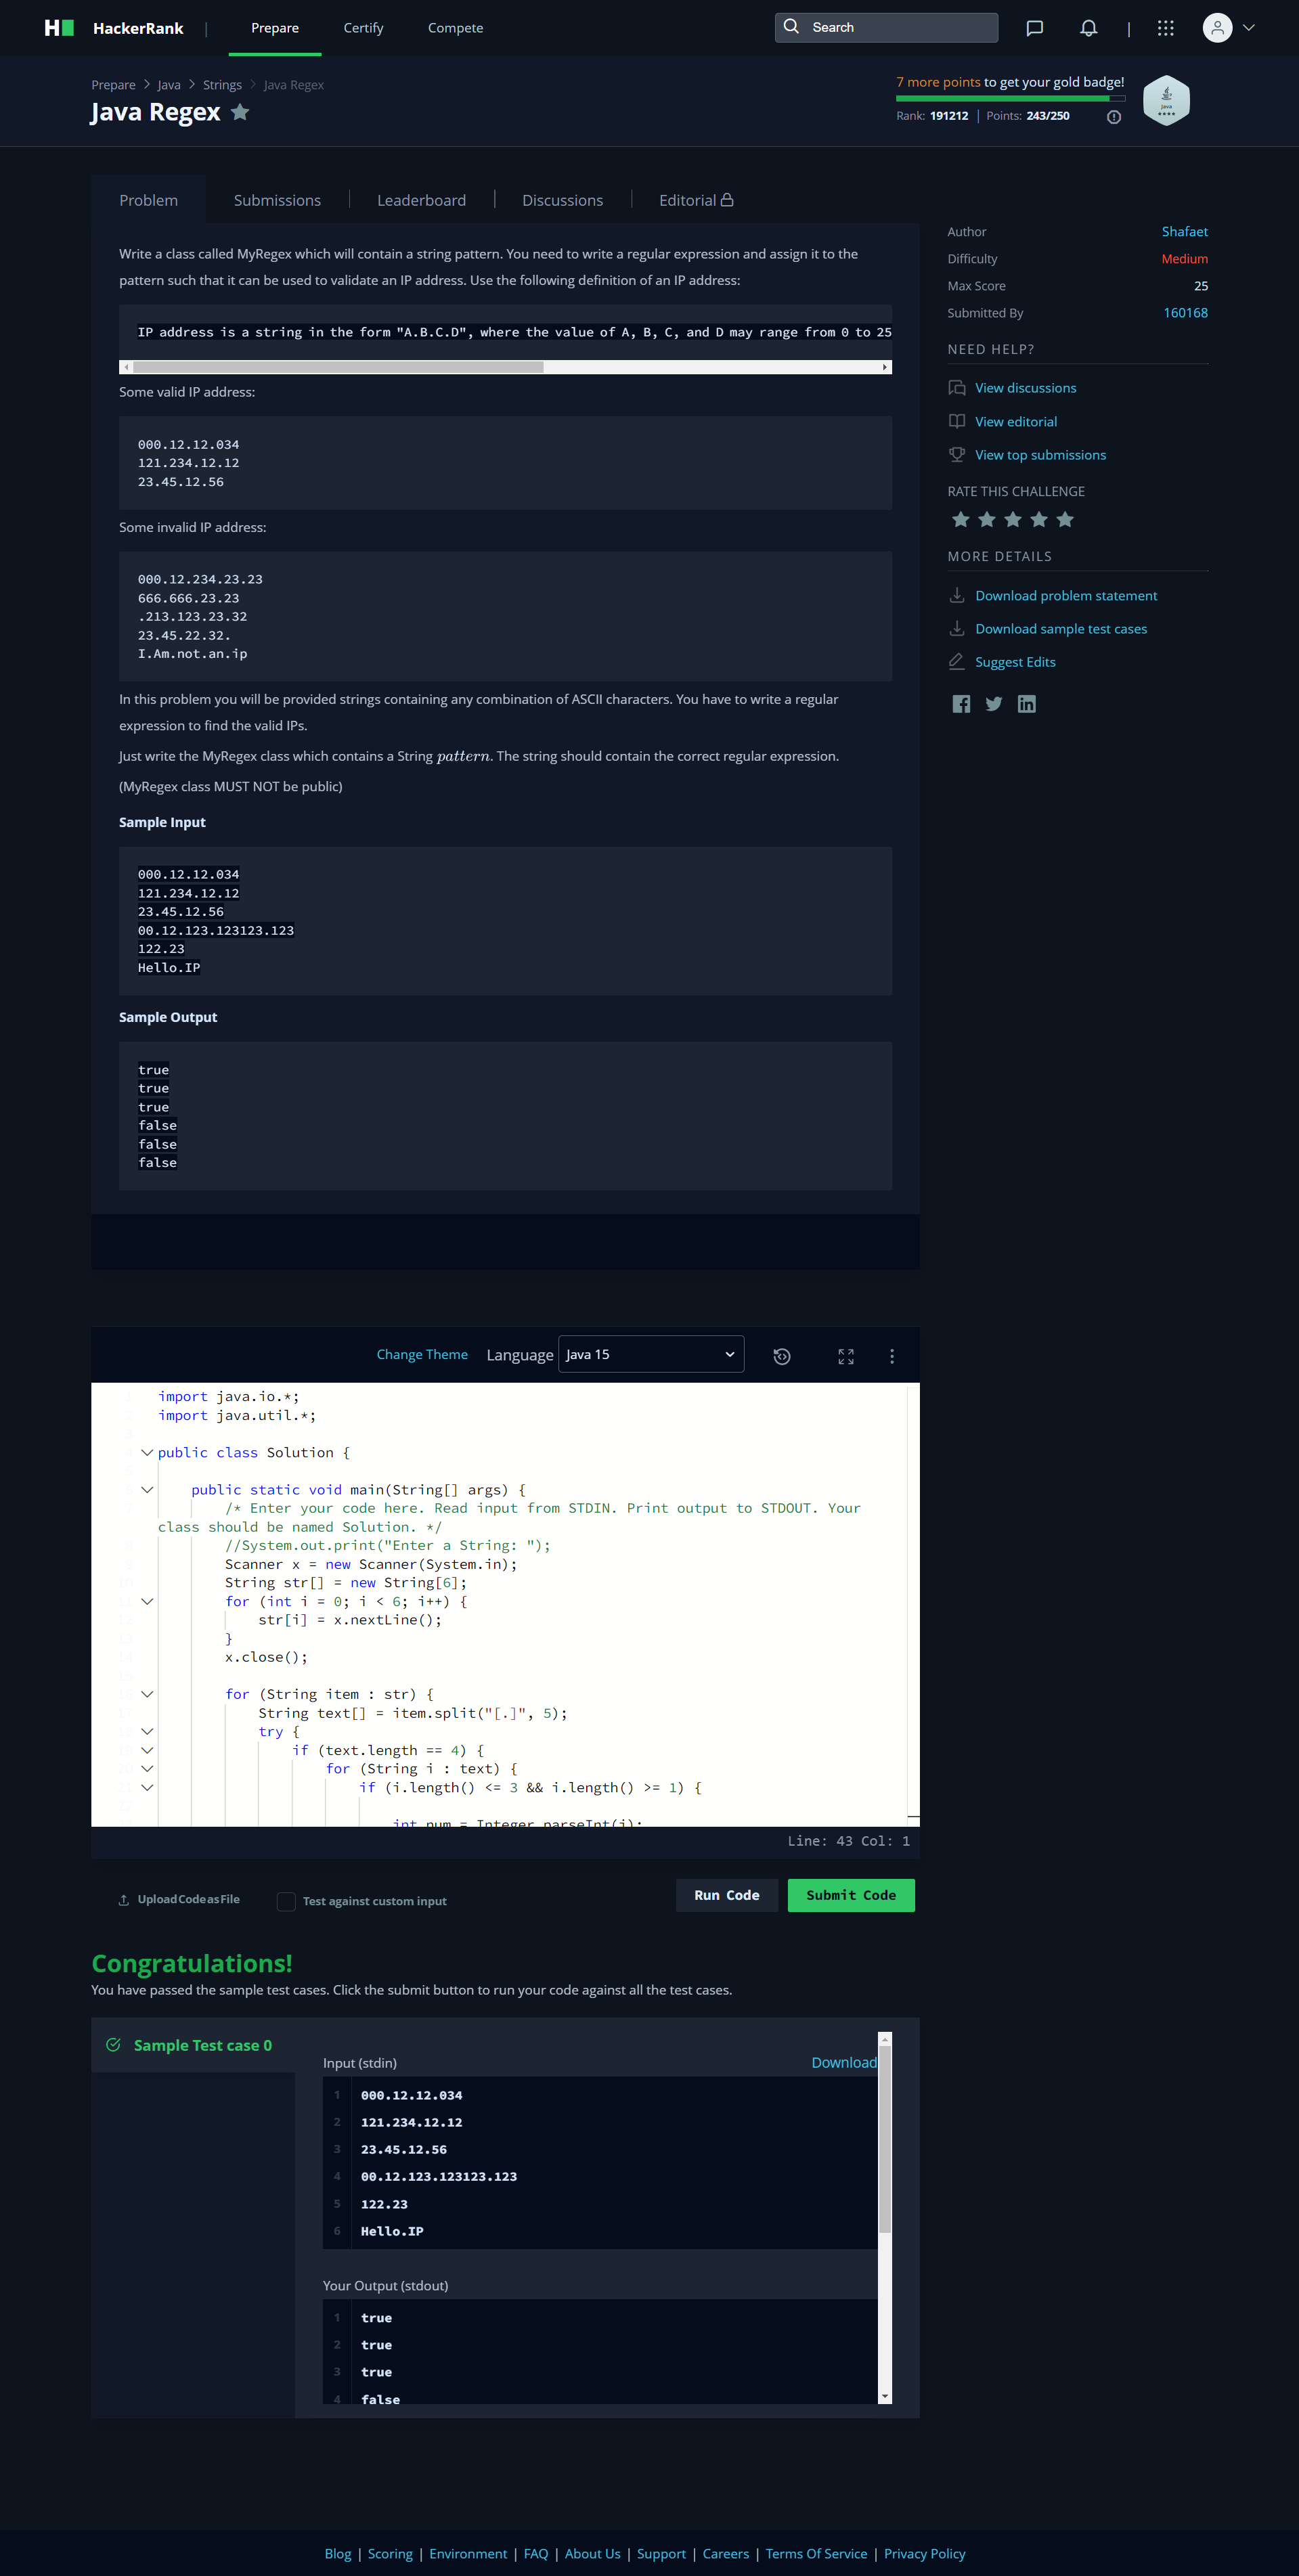 HackerRank | Prepare Certify Compete Search
Prepare > Java > Strings > Java Regex
Java Regex
7 more points to get your gold badge!
Rank: 191212 | Points: 243/250
Java
Problem Submissions Leaderboard Discussions Editorial
Write a class called MyRegex which will contain a string pattern. You need to write a regular expression and assign it to the
pattern such that it can be used to validate an IP address. Use the following definition of an IP address:
IP address is a string in the form "A.B.C.D", where the value of A, B, C, and D may range from 0 to 25
Some valid IP address:
000.12.12.034
121.234.12.12
23.45.12.56
Some invalid IP address:
000.12.234.23.23
666.666.23.23
.213.123.23.32
23.45.22.32.
I.Am.not.an.ip
In this problem you will be provided strings containing any combination of ASCII characters. You have to write a regular
expression to find the valid IPs.
Just write the MyRegex class which contains a String pattern. The string should contain the correct regular expression.
(MyRegex class MUST NOT be public)
Sample Input
000.12.12.034
121.234.12.12
23.45.12.56
00.12.123.123123.123
122.23
Hello.IP
Sample Output
true
true
true
false
false
false
Author Shafaet
Difficulty Medium
Max Score 25
Submitted By 160168
NEED HELP?
View discussions
View editorial
View top submissions
RATE THIS CHALLENGE
MORE DETAILS
Download problem statement
Download sample test cases
Suggest Edits
Change Theme Language Java 15
import java.io.*;
import java.util.*;
public class Solution {
public static void main(String[] args) {
/* Enter your code here. Read input from STDIN. Print output to STDOUT. Your
class should be named Solution. */
//System.out.print("Enter a String: ");
Scanner x = new Scanner(System.in);
String str[] = new String[6];
for (int i = 0; i < 6; i++) {
str[i] = x.nextLine();
}
x.close();
for (String item : str) {
String text[] = item.split("[.]", 5);
try {
if (text.length == 4) {
for (String i : text) {
if (i.length() <= 3 && i.length() >= 1) {
int num = Integer.parseInt(i);
Line: 43 Col: 1
Upload Code as File Test against custom input Run Code Submit Code
Congratulations!
You have passed the sample test cases. Click the submit button to run your code against all the test cases.
Sample Test case 0
Input (stdin) Download
1 000.12.12.034
2 121.234.12.12
3 23.45.12.56
4 00.12.123.123123.123
5 122.23
6 Hello.IP
Your Output (stdout)
1 true
2 true
3 true
4 false
Blog | Scoring | Environment | FAQ | About Us | Support | Careers | Terms Of Service | Privacy Policy